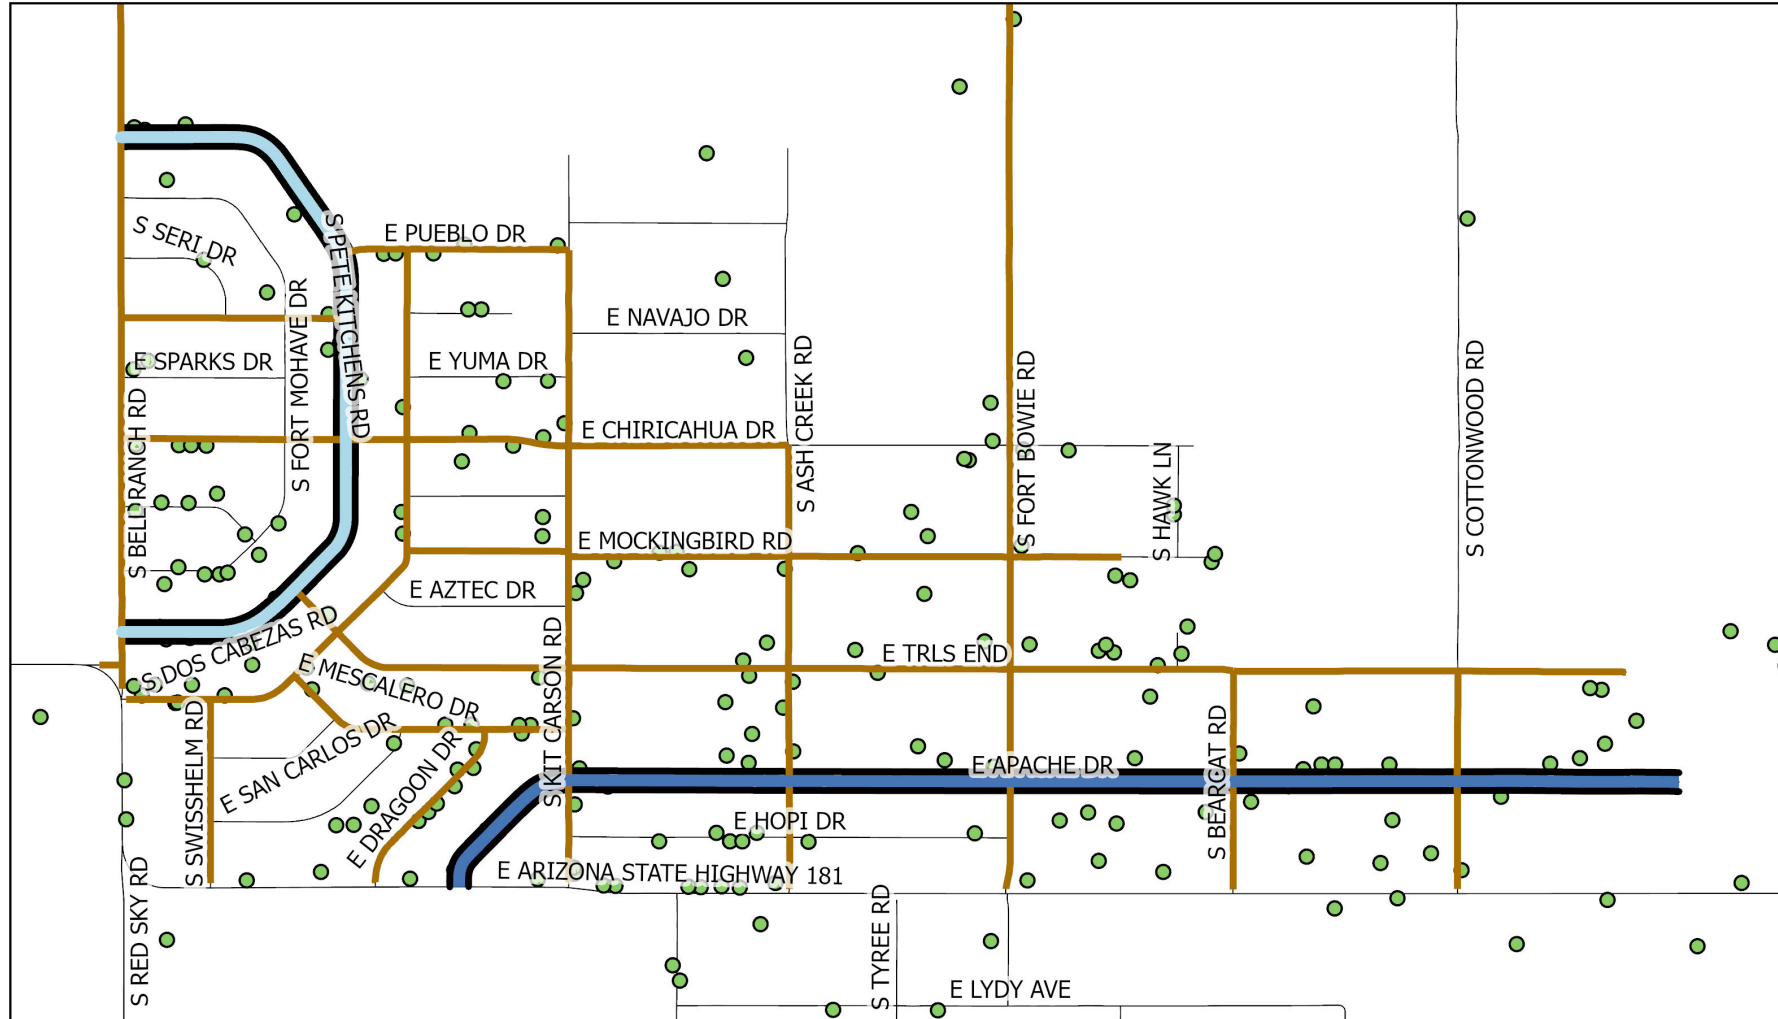 S SERI DR
E PUEBLO DR
S PETE KITCHENS RD
S FORT MOHAVE DR
E NAVAJO DR
E SPARKS DR
E YUMA DR
S BELL RANCH RD
E CHIRICAHUA DR
S ASH CREEK RD
S FORT BOWIE RD
S HAWK LN
S COTTONWOOD RD
E MOCKINGBIRD RD
E AZTEC DR
S DOS CABEZAS RD
E MESCALERO DR
E TRLS END
S KIT CARSON RD
S SWISSHELM RD
E SAN CARLOS DR
E DRAGOON DR
E APACHE DR
S BEARCAT RD
E HOPI DR
E ARIZONA STATE HIGHWAY 181
S RED SKY RD
S TYREE RD
E LYDY AVE